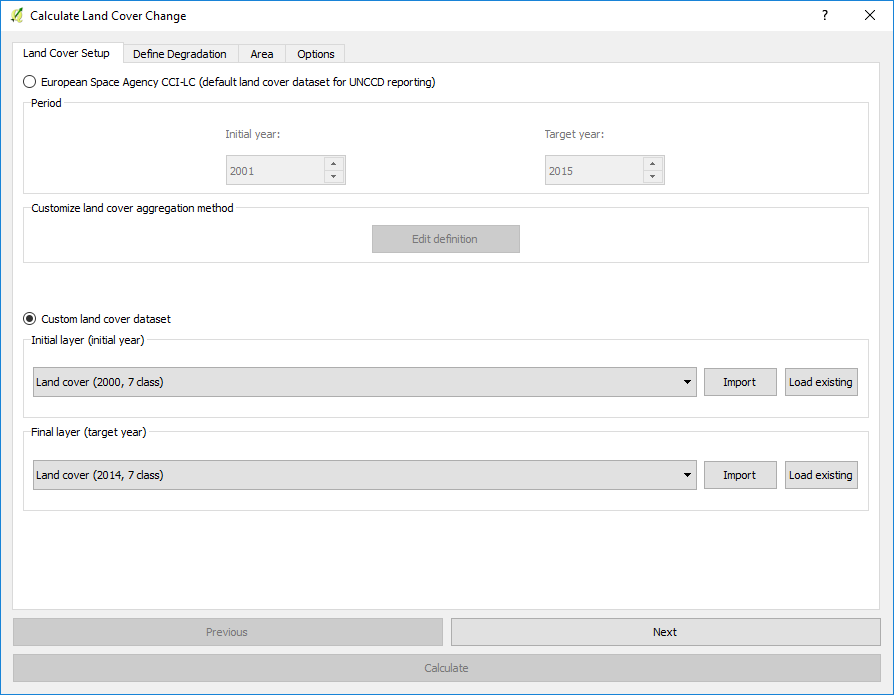 Calculate Land Cover Change
?
Land Cover Setup Define Degradation Area Options
European Space Agency CCI-LC (default land cover dataset for UNCCD reporting)
Period
Initial year: Target year:
2001 2015
Customize land cover aggregation method
Edit definition
Custom land cover dataset
Initial layer (initial year)
Land cover (2000, 7 class) Import Load existing
Final layer (target year)
Land cover (2014, 7 class) Import Load existing
Previous Next
Calculate